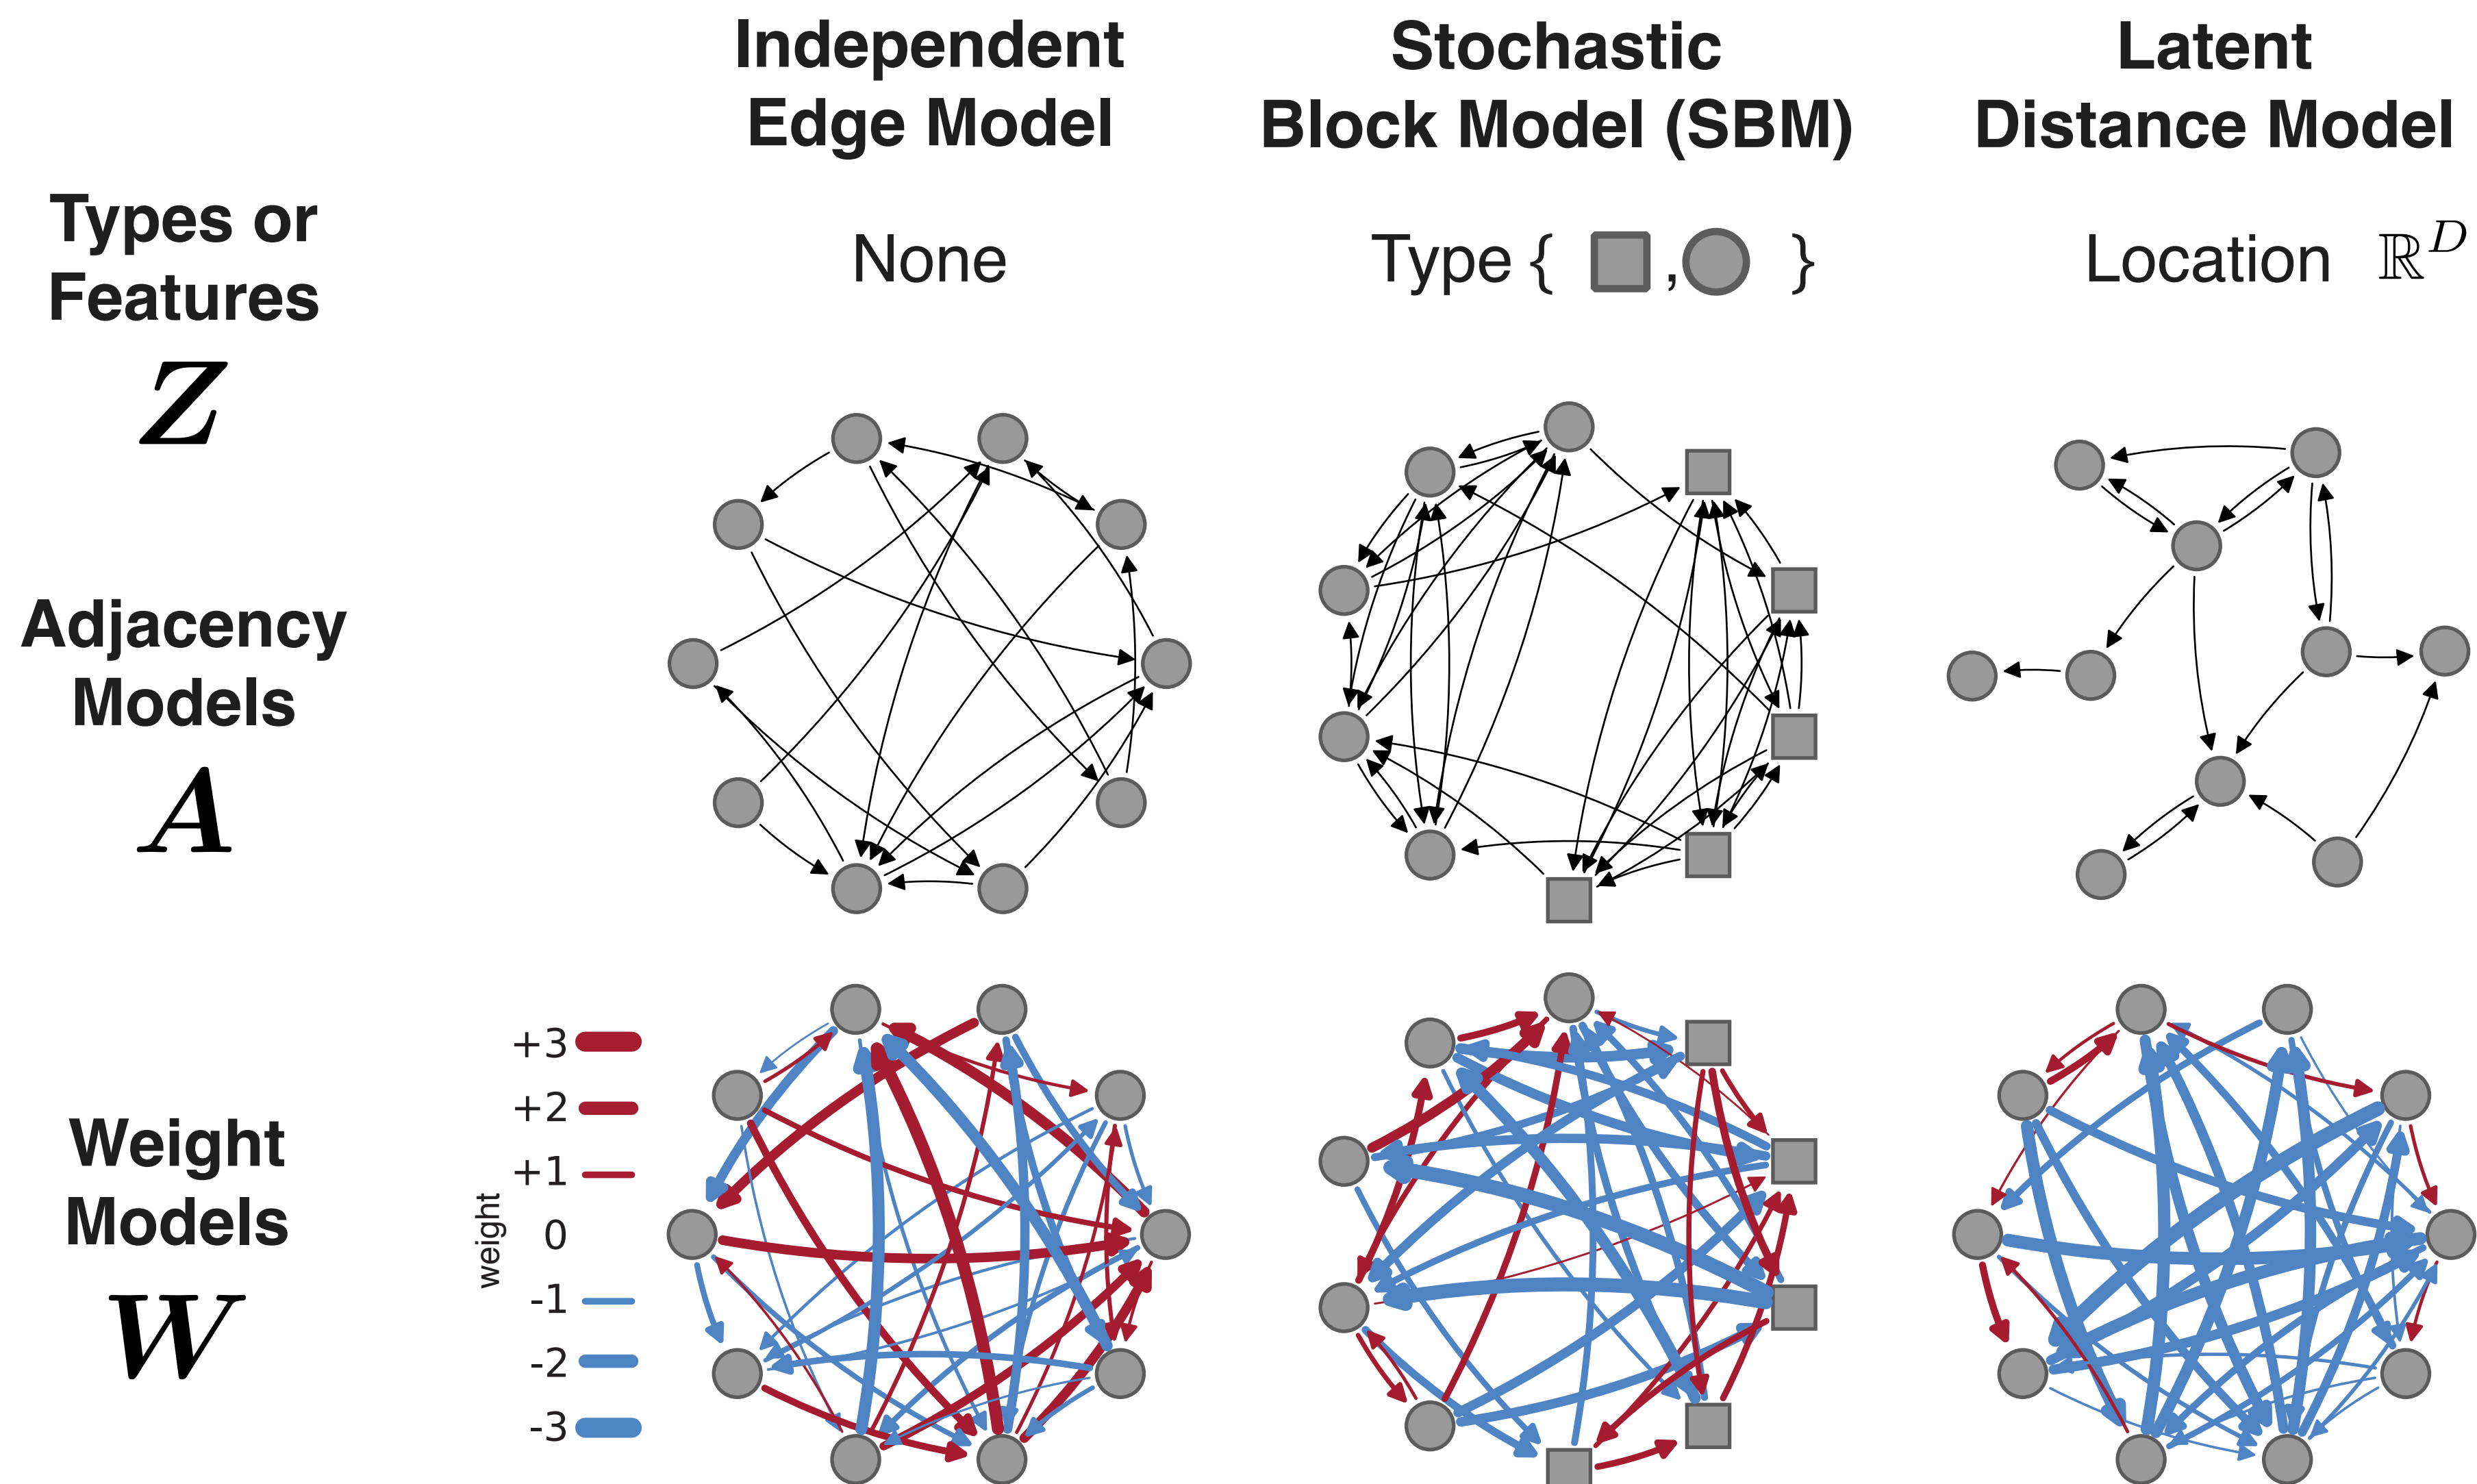 Independent
Edge Model
Stochastic
Block Model (SBM)
Latent
Distance Model
Types or
Features
Z
None
Type { , }
Location ℝ^D
Adjacency
Models
A
Weight
Models
W
weight
+3
+2
+1
0
-1
-2
-3